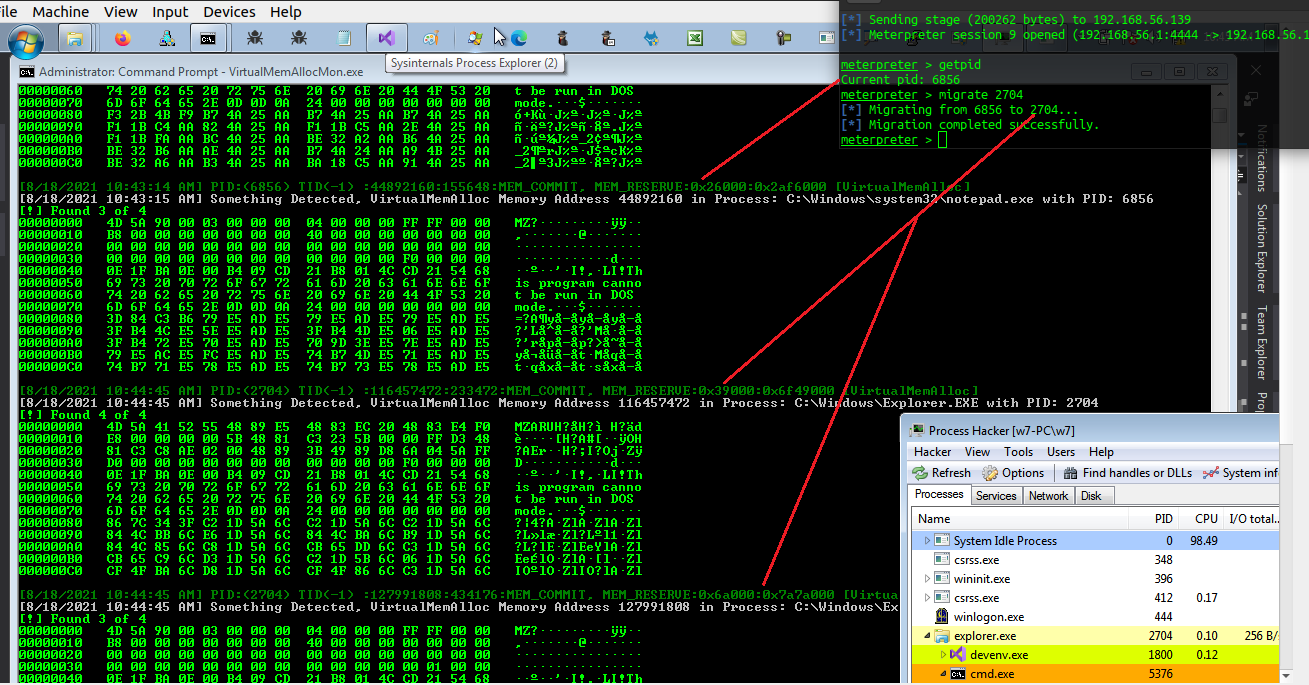 ile Machine View Input Devices Help
Sysinternals Process Explorer (2)
[*] Sending stage (200262 bytes) to 192.168.56.139
[*] Meterpreter session 9 opened (192.168.56.1:4444 -> 192.168.56.1
meterpreter > getpid
Current pid: 6856
meterpreter > migrate 2704
[*] Migrating from 6856 to 2704...
[*] Migration completed successfully.
meterpreter >
Administrator: Command Prompt - VirtualMemAllocMon.exe
00000060 74 20 62 65 20 72 75 6E 20 69 6E 20 44 4F 53 20 t be run in DOS
00000070 6D 6F 64 65 2E 0D 0D 0A 24 00 00 00 00 00 00 00 mode....$.......
00000080 F3 2B 4B F9 B7 4A 25 AA B7 4A 25 AA B7 4A 25 AA
00000090 F1 1B C4 AA 82 4A 25 AA F1 1B C5 AA 2E 4A 25 AA
000000A0 F1 1B FA AA BC 4A 25 AA BE 32 A2 AA B6 4A 25 AA
000000B0 BE 32 B6 AA AE 4A 25 AA B7 4A 24 AA A9 4B 25 AA
000000C0 BE 32 A6 AA B3 4A 25 AA BA 18 C5 AA 91 4A 25 AA
[8/18/2021 10:43:14 AM] PID:(6856) TID(-1) :44892160:155648:MEM_COMMIT, MEM_RESERVE:0x26000:0x2af6000 [VirtualMemAlloc]
[8/18/2021 10:43:15 AM] Something Detected, VirtualMemAlloc Memory Address 44892160 in Process: C:\Windows\system32\notepad.exe with PID: 6856
[!] Found 3 of 4
00000000 4D 5A 90 00 03 00 00 00 04 00 00 00 FF FF 00 00 MZ?·········ÿÿ··
00000010 B8 00 00 00 00 00 00 00 40 00 00 00 00 00 00 00 ¸·······@·······
00000020 00 00 00 00 00 00 00 00 00 00 00 00 00 00 00 00 ················
00000030 00 00 00 00 00 00 00 00 00 00 00 00 F0 00 00 00
00000040 0E 1F BA 0E 00 B4 09 CD 21 B8 01 4C CD 21 54 68
00000050 69 73 20 70 72 6F 67 72 61 6D 20 63 61 6E 6E 6F is program canno
00000060 74 20 62 65 20 72 75 6E 20 69 6E 20 44 4F 53 20 t be run in DOS
00000070 6D 6F 64 65 2E 0D 0D 0A 24 00 00 00 00 00 00 00 mode.···$·······
00000080 3D 84 C3 B6 79 E5 AD E5 79 E5 AD E5 79 E5 AD E5
00000090 3F B4 4C E5 5E E5 AD E5 3F B4 4D E5 06 E5 AD E5
000000A0 3F B4 72 E5 70 E5 AD E5 70 9D 3E E5 7E E5 AD E5
000000B0 79 E5 AC E5 FC E5 AD E5 74 B7 4D E5 71 E5 AD E5
000000C0 74 B7 71 E5 78 E5 AD E5 74 B7 73 E5 78 E5 AD E5
[8/18/2021 10:44:45 AM] PID:(2704) TID(-1) :116457472:233472:MEM_COMMIT, MEM_RESERVE:0x39000:0x6f49000 [VirtualMemAlloc]
[8/18/2021 10:44:45 AM] Something Detected, VirtualMemAlloc Memory Address 116457472 in Process: C:\Windows\Explorer.EXE with PID: 2704
[!] Found 4 of 4
00000000 4D 5A 41 52 55 48 89 E5 48 83 EC 20 48 83 E4 F0 MZARUH?åH?ì H?äð
00000010 E8 00 00 00 00 5B 48 81 C3 23 5B 00 00 FF D3 48
00000020 81 C3 C8 AE 02 00 48 89 3B 49 89 D8 6A 04 5A FF
00000030 D0 00 00 00 00 00 00 00 00 00 00 00 F0 00 00 00
00000040 0E 1F BA 0E 00 B4 09 CD 21 B8 01 4C CD 21 54 68
00000050 69 73 20 70 72 6F 67 72 61 6D 20 63 61 6E 6E 6F is program canno
00000060 74 20 62 65 20 72 75 6E 20 69 6E 20 44 4F 53 20 t be run in DOS
00000070 6D 6F 64 65 2E 0D 0D 0A 24 00 00 00 00 00 00 00 mode.···$·······
00000080 86 7C 34 3F C2 1D 5A 6C C2 1D 5A 6C C2 1D 5A 6C
00000090 84 4C BB 6C E6 1D 5A 6C 84 4C BA 6C B9 1D 5A 6C
000000A0 84 4C 85 6C C8 1D 5A 6C CB 65 DD 6C C3 1D 5A 6C
000000B0 CB 65 C9 6C D3 1D 5A 6C C2 1D 5B 6C 06 1D 5A 6C
000000C0 CF 4F BA 6C D8 1D 5A 6C CF 4F 86 6C C3 1D 5A 6C
[8/18/2021 10:44:45 AM] PID:(2704) TID(-1) :127991808:434176:MEM_COMMIT, MEM_RESERVE:0x6a000:0x7a7a000 [Virtua
[8/18/2021 10:44:45 AM] Something Detected, VirtualMemAlloc Memory Address 127991808 in Process: C:\Windows\Ex
[!] Found 3 of 4
00000000 4D 5A 90 00 03 00 00 00 04 00 00 00 FF FF 00 00 MZ?·········ÿÿ··
00000010 B8 00 00 00 00 00 00 00 40 00 00 00 00 00 00 00 ¸·······@·······
00000020 00 00 00 00 00 00 00 00 00 00 00 00 00 00 00 00 ················
00000030 00 00 00 00 00 00 00 00 00 00 00 00 00 01 00 00 ················
00000040 0E 1F BA 0E 00 B4 09 CD 21 B8 01 4C CD 21 54 68
Notifications
Solution Explorer
Team Explorer
Prop
Process Hacker [w7-PC\w7]
Hacker View Tools Users Help
Refresh Options Find handles or DLLs System inf
Processes Services Network Disk
Name PID CPU I/O total...
System Idle Process 0 98.49
csrss.exe 348
wininit.exe 396
csrss.exe 412 0.17
winlogon.exe 444
explorer.exe 2704 0.10 256 B/
devenv.exe 1800 0.12
cmd.exe 5376